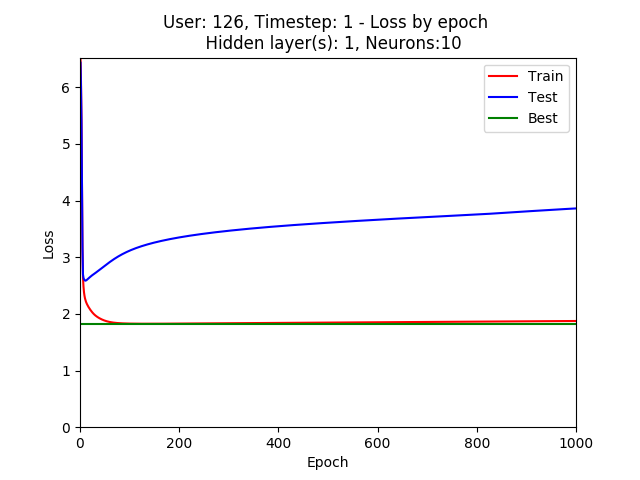 User: 126, Timestep: 1 - Loss by epoch
Hidden layer(s): 1, Neurons:10
Train
Test
Best
6
5
4
3
2
1
0
Loss
0
200
400
600
800
1000
Epoch